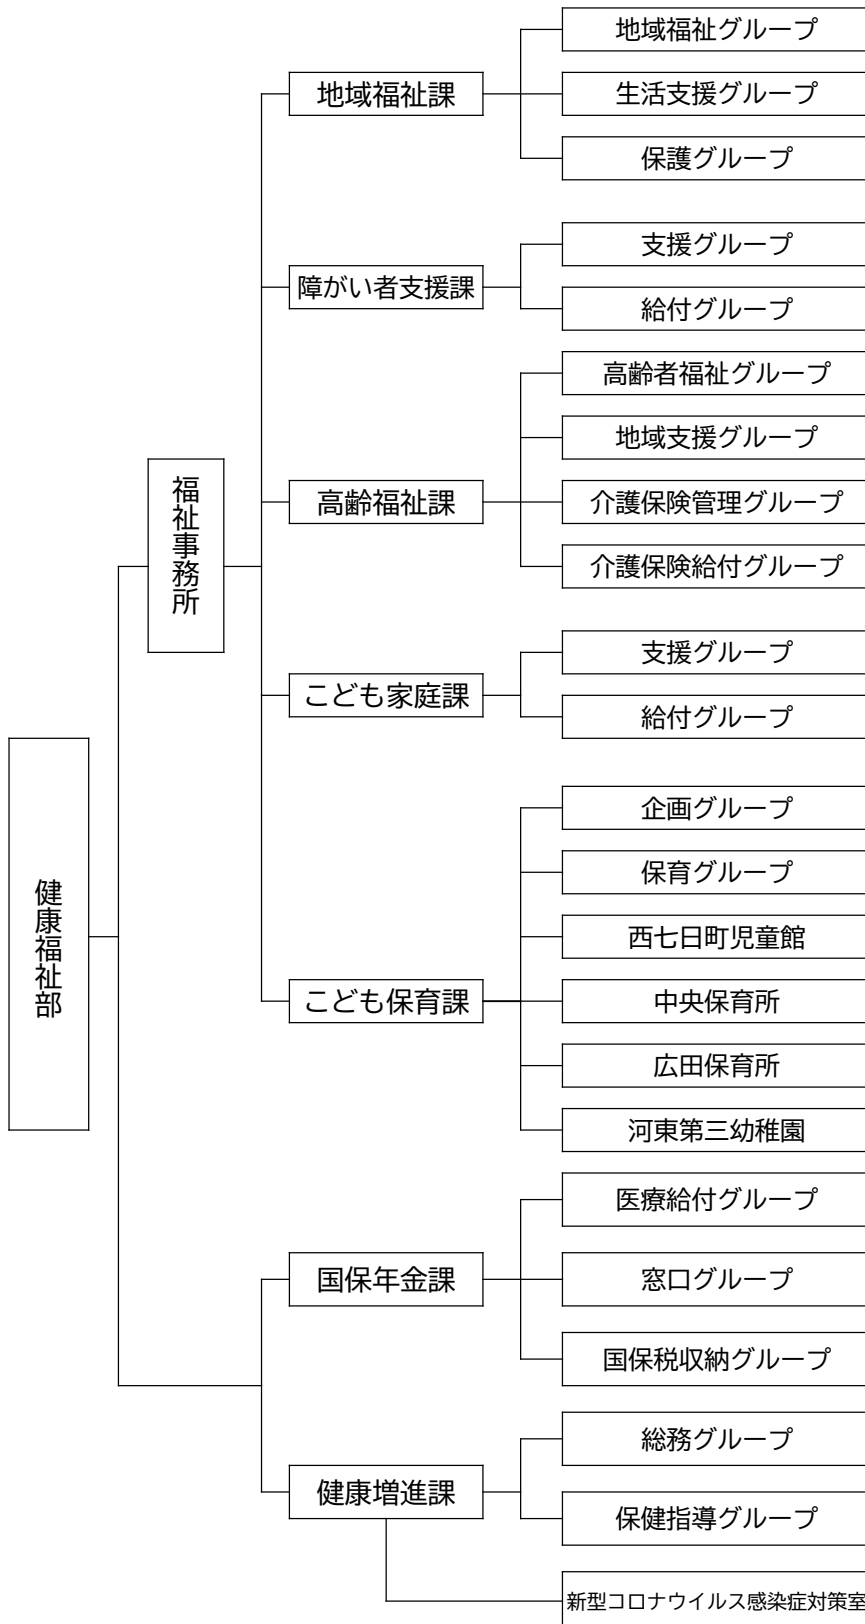 健康福祉部
福祉事務所
地域福祉課
地域福祉グループ
生活支援グループ
保護グループ
障がい者支援課
支援グループ
給付グループ
高齢福祉課
高齢者福祉グループ
地域支援グループ
介護保険管理グループ
介護保険給付グループ
こども家庭課
支援グループ
給付グループ
こども保育課
企画グループ
保育グループ
西七日町児童館
中央保育所
広田保育所
河東第三幼稚園
国保年金課
医療給付グループ
窓口グループ
国保税収納グループ
健康増進課
総務グループ
保健指導グループ
新型コロナウイルス感染症対策室